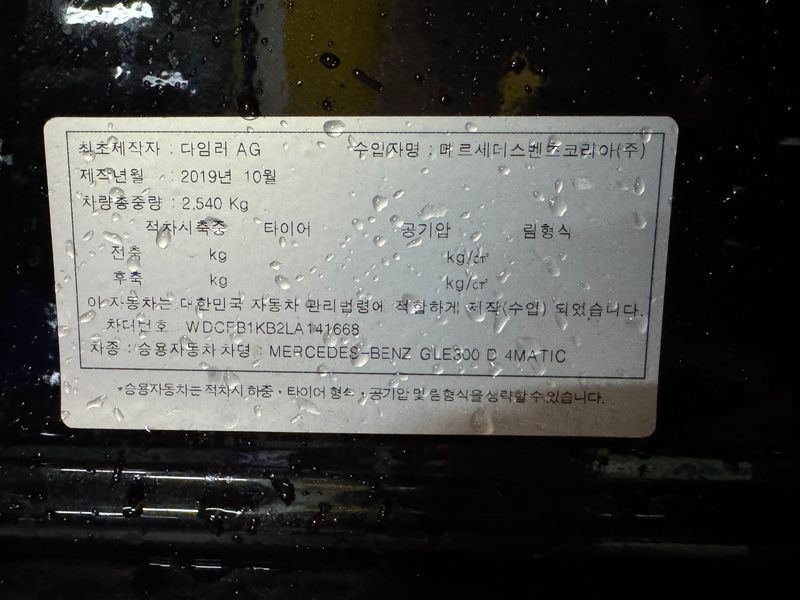 최초제작자 : 다임러 AG 수입자명 : 메르세데스벤츠코리아(주)
제작년월 : 2019년 10월
차량총중량 : 2,540 Kg
적차시축중 타이어 공기압 림형식
전축 kg kg/㎠
후축 kg kg/㎠
이 자동차는 대한민국 자동차 관리법령에 적합하게 제작(수입) 되었습니다.
차대번호 WDCFB1KB2LA141668
차종 : 승용자동차 차명 : MERCEDES-BENZ GLE300 D 4MATIC
*승용자동차는 적차시 하중·타이어 형식·공기압 및 림형식을 생략할 수 있습니다.